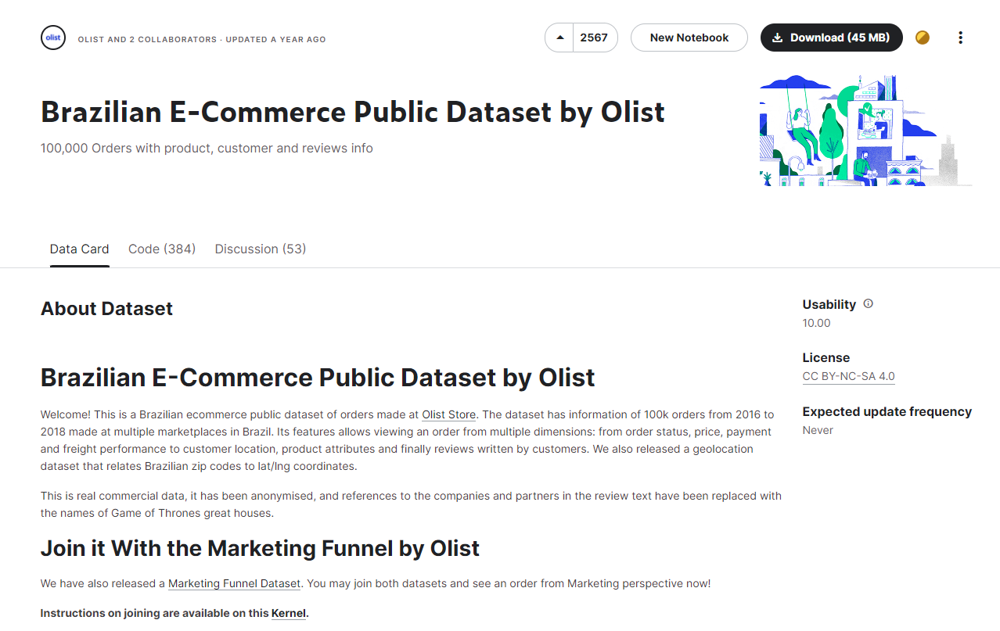 olist OLIST AND 2 COLLABORATORS · UPDATED A YEAR AGO 2567 New Notebook Download (45 MB)
Brazilian E-Commerce Public Dataset by Olist
100,000 Orders with product, customer and reviews info
Data Card Code (384) Discussion (53)
About Dataset
Brazilian E-Commerce Public Dataset by Olist
Welcome! This is a Brazilian ecommerce public dataset of orders made at Olist Store. The dataset has information of 100k orders from 2016 to
2018 made at multiple marketplaces in Brazil. Its features allows viewing an order from multiple dimensions: from order status, price, payment
and freight performance to customer location, product attributes and finally reviews written by customers. We also released a geolocation
dataset that relates Brazilian zip codes to lat/lng coordinates.
This is real commercial data, it has been anonymised, and references to the companies and partners in the review text have been replaced with
the names of Game of Thrones great houses.
Join it With the Marketing Funnel by Olist
We have also released a Marketing Funnel Dataset. You may join both datasets and see an order from Marketing perspective now!
Instructions on joining are available on this Kernel.
Usability
10.00
License
CC BY-NC-SA 4.0
Expected update frequency
Never